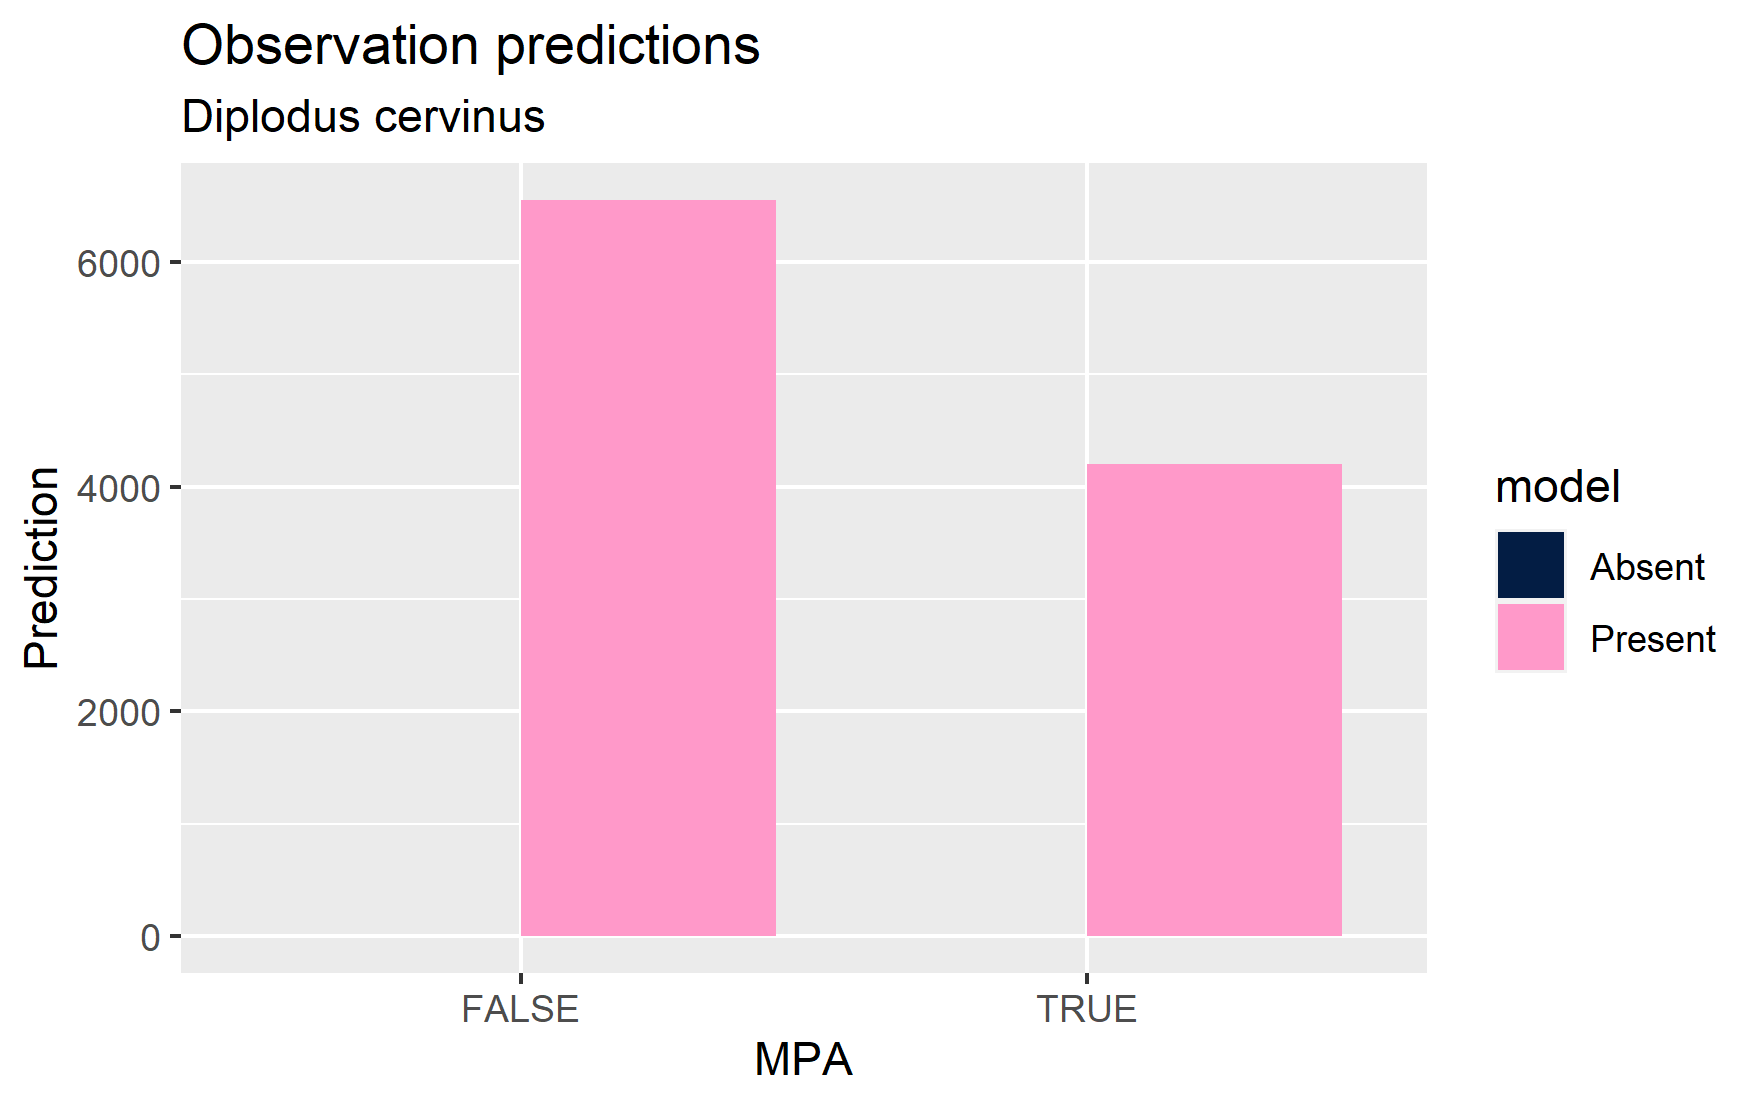 Observation predictions
Diplodus cervinus
Prediction
6000
4000
2000
0
FALSE
TRUE
MPA
model
Absent
Present